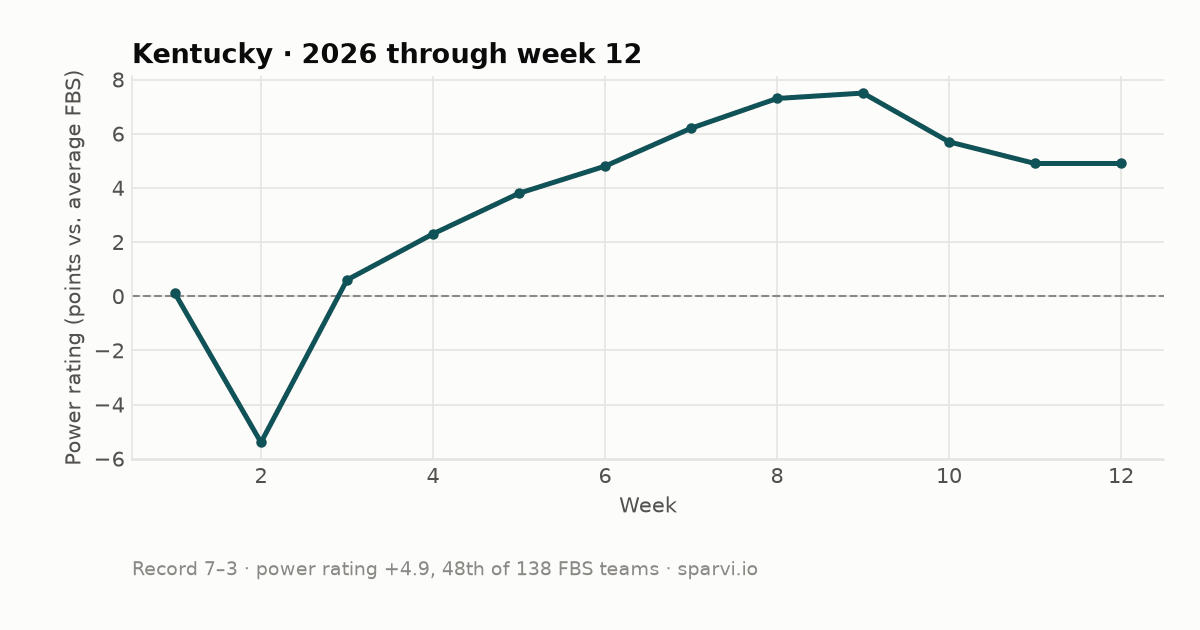 Kentucky · 2026 through week 12
Power rating (points vs. average FBS)
8
6
4
2
0
−2
−4
−6
2 4 6 8 10 12
Week
Record 7–3 · power rating +4.9, 48th of 138 FBS teams · sparvi.io